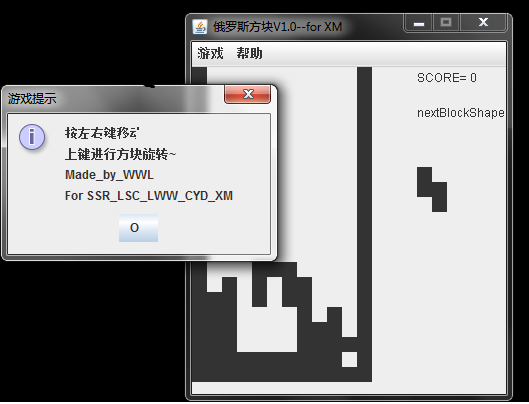 俄罗斯方块V1.0--for XM
游戏 帮助
SCORE= 0
nextBlockShape
游戏提示
按左右键移
上键进行方块旋转~
Made_by_WWL
For SSR_LSC_LWW_CYD_XM
O